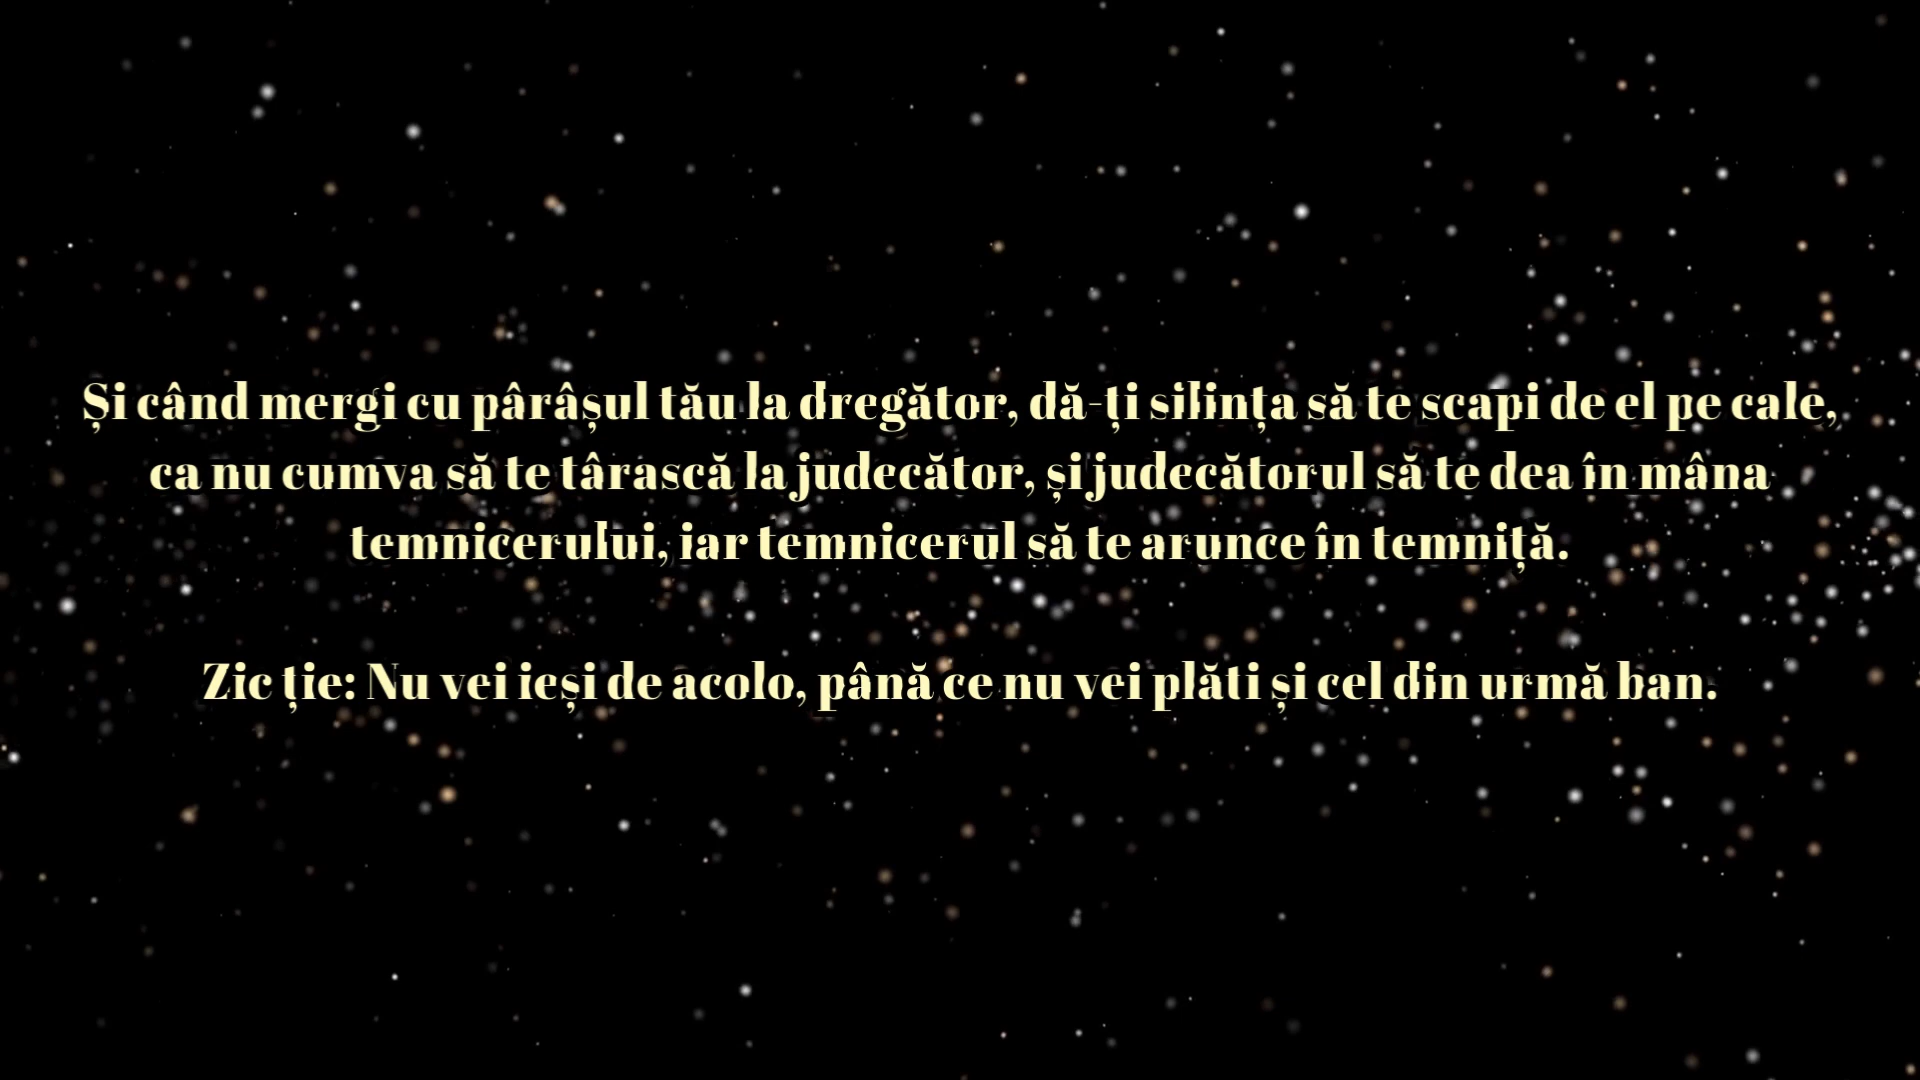 Și când mergi cu pârâșul tău la dregător, dă-ți silința să te scapi de el pe cale,
ca nu cumva să te târască la judecător, și judecătorul să te dea în mâna
temnicerului, iar temnicerul să te arunce în temniță.
Zic ție: Nu vei ieși de acolo, până ce nu vei plăti și cel din urmă ban.